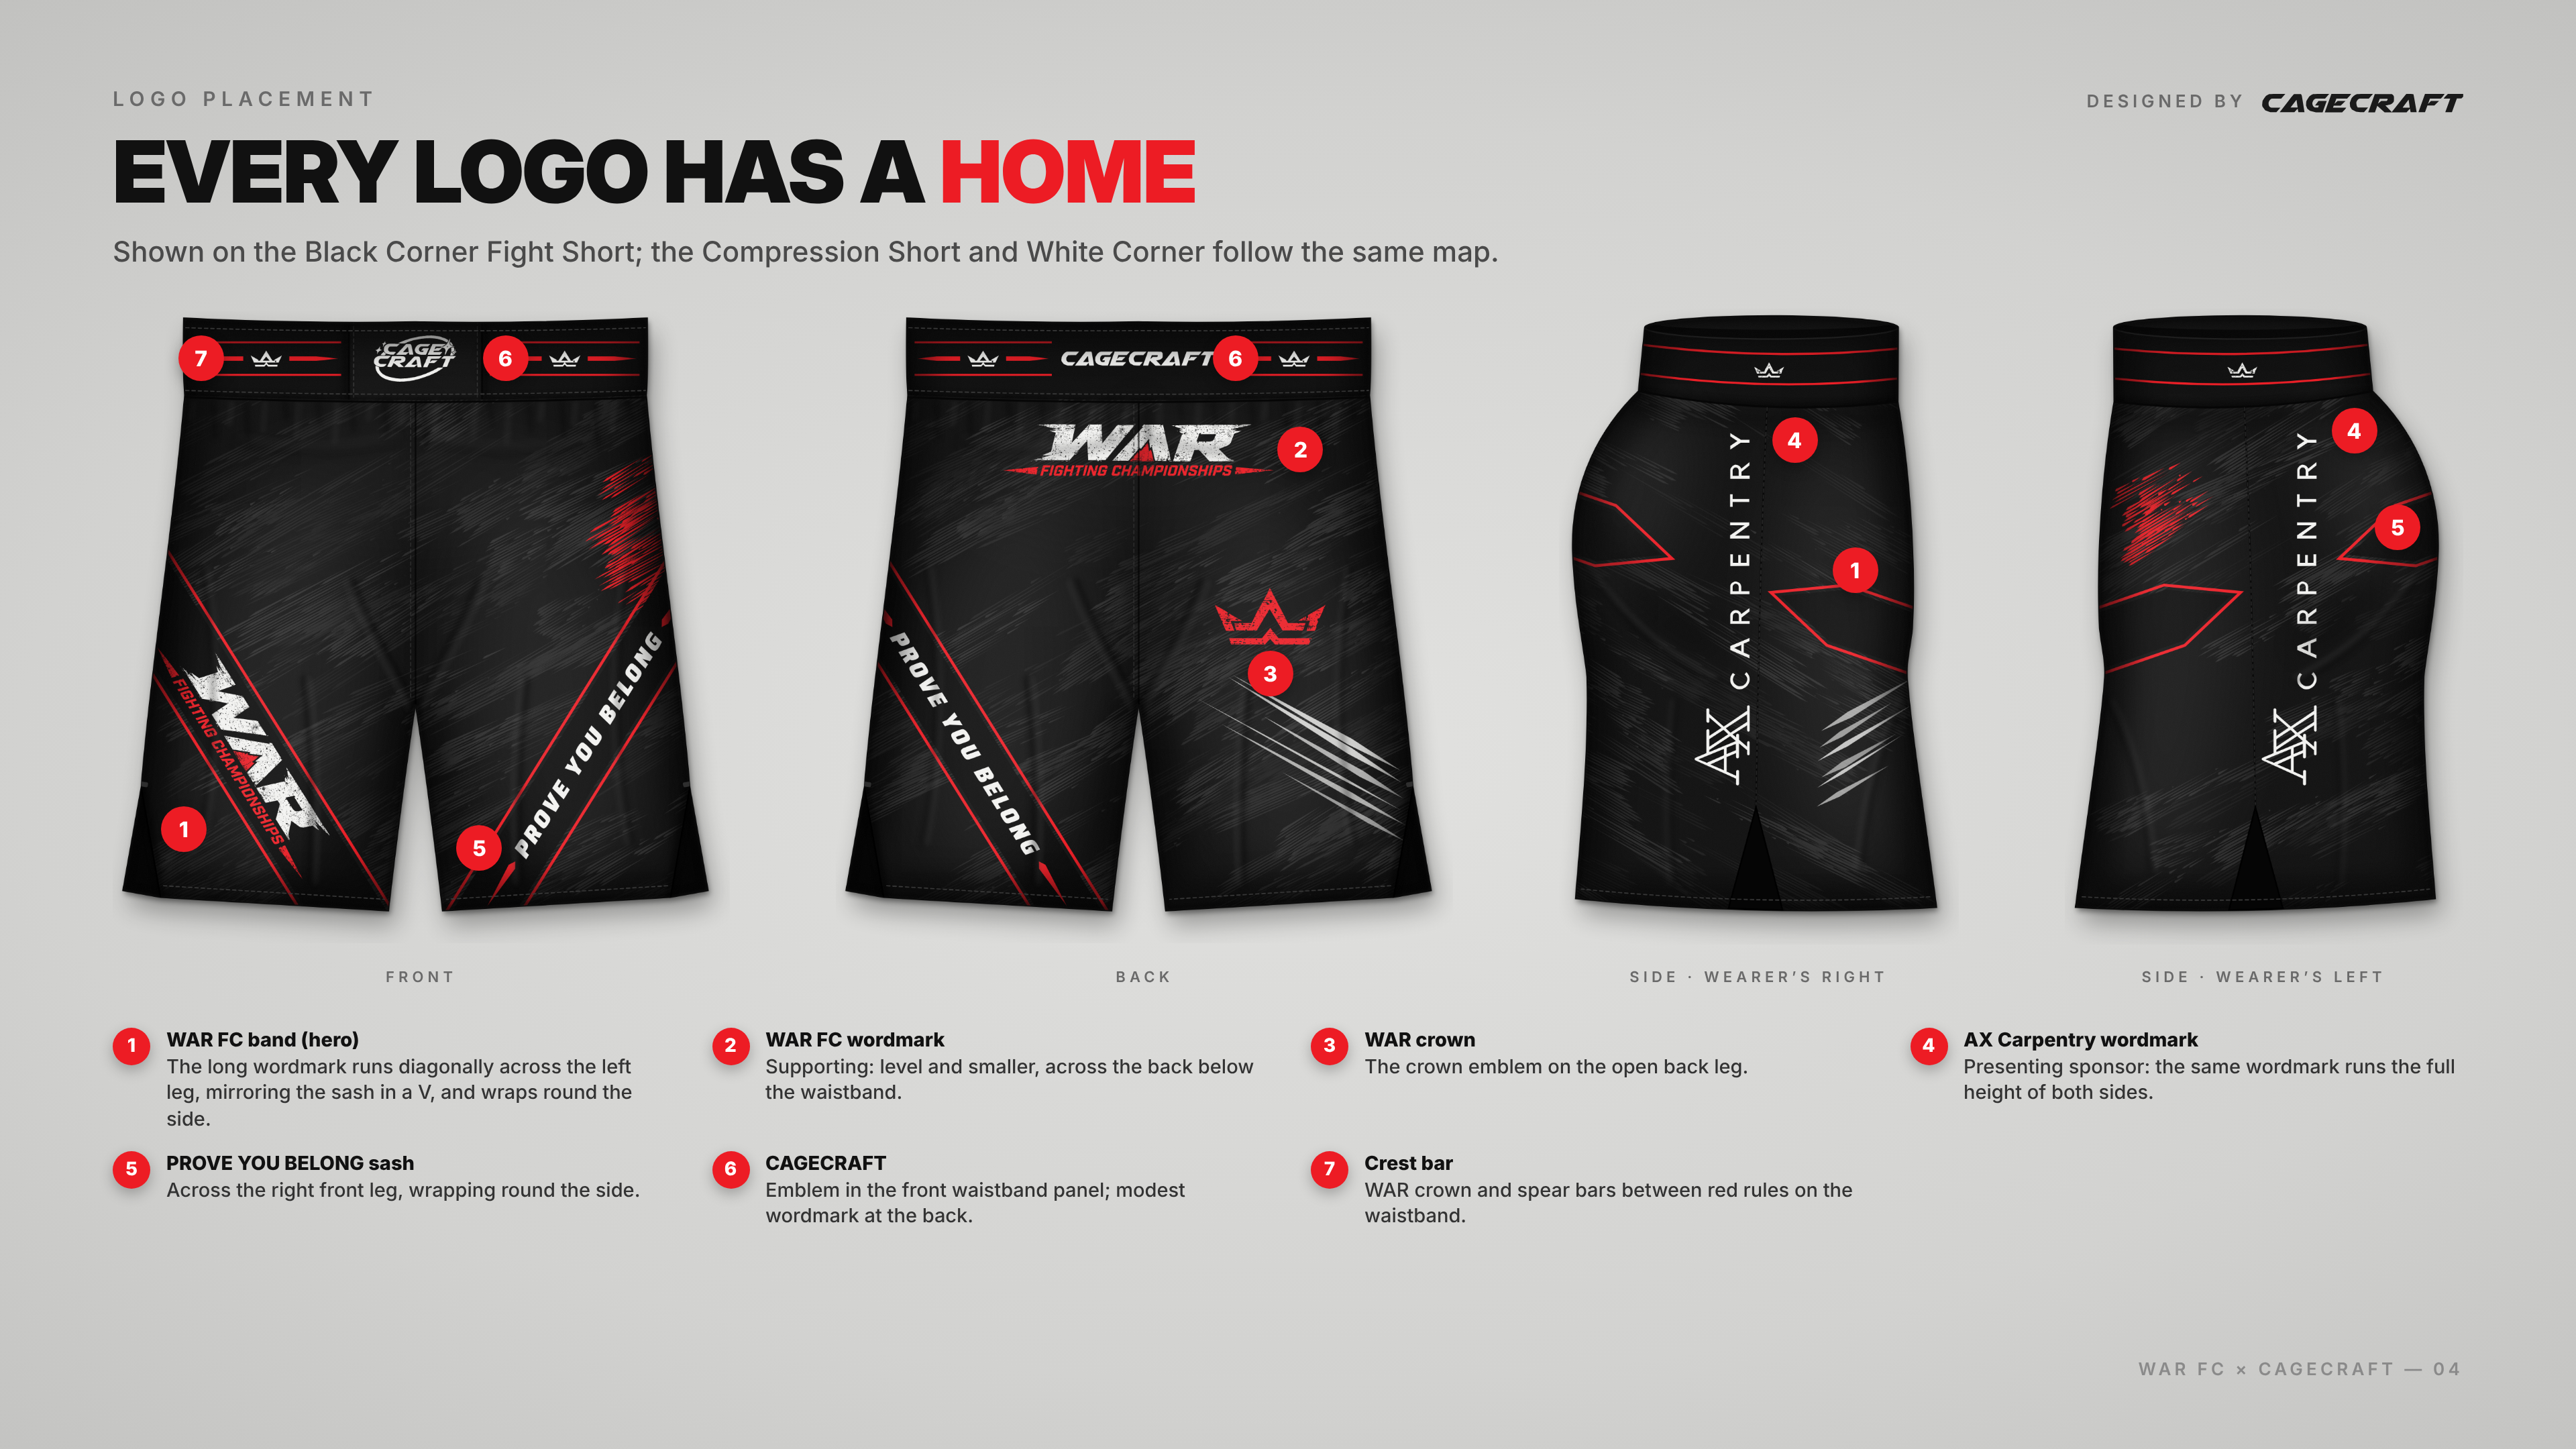 LOGO PLACEMENT
DESIGNED BY CAGECRAFT
EVERY LOGO HAS A HOME
Shown on the Black Corner Fight Short; the Compression Short and White Corner follow the same map.
7
CAGE
CRAFT
6
CAGECRAFT
6
WAR
FIGHTING CHAMPIONSHIPS
2
4
4
CARPENTRY
AX
CARPENTRY
AX
5
1
3
WAR
FIGHTING CHAMPIONSHIPS
PROVE YOU BELONG
PROVE YOU BELONG
1
5
FRONT
BACK
SIDE · WEARER’S RIGHT
SIDE · WEARER’S LEFT
1 WAR FC band (hero)
The long wordmark runs diagonally across the left
leg, mirroring the sash in a V, and wraps round the
side.
2 WAR FC wordmark
Supporting: level and smaller, across the back below
the waistband.
3 WAR crown
The crown emblem on the open back leg.
4 AX Carpentry wordmark
Presenting sponsor: the same wordmark runs the full
height of both sides.
5 PROVE YOU BELONG sash
Across the right front leg, wrapping round the side.
6 CAGECRAFT
Emblem in the front waistband panel; modest
wordmark at the back.
7 Crest bar
WAR crown and spear bars between red rules on the
waistband.
WAR FC × CAGECRAFT — 04